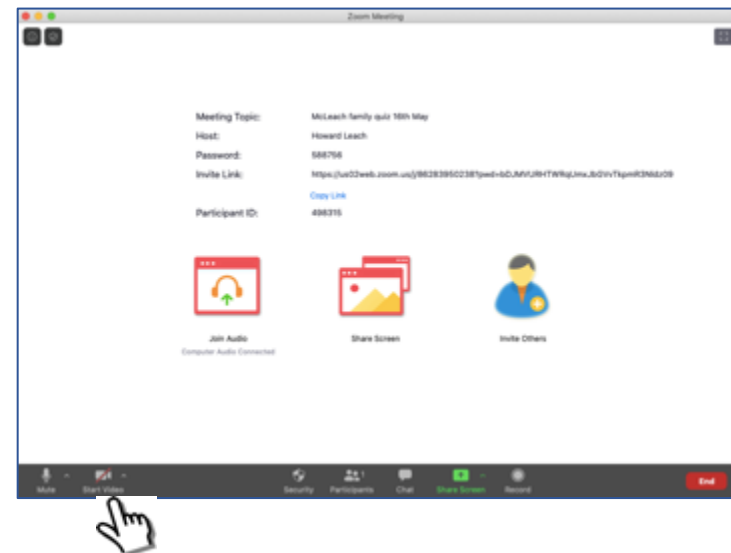 Zoom Meeting
Meeting Topic: McLeach family quiz 16th May
Host: Howard Leach
Password: 588756
Invite Link:
Copy Link
Participant ID: 498315
Join Audio Share Screen Invite Others
Computer Audio Connected
1
Mute Start Video Security Participants Chat Share Screen Record End